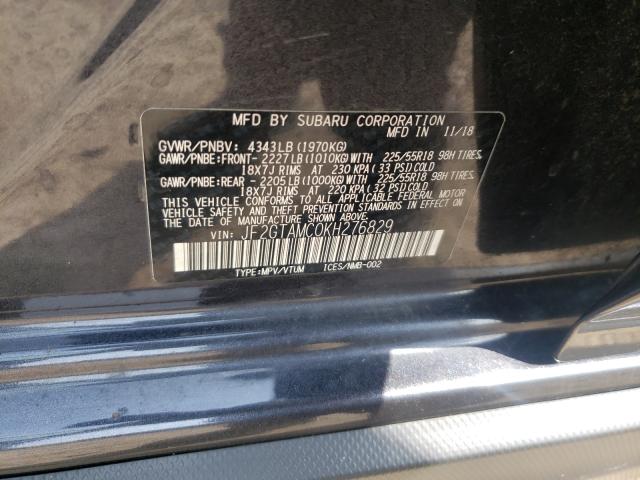 MFD BY SUBARU CORPORATION
MFD IN 11/18
GVWR/PNBV: 4343LB (1970KG)
GAWR/PNBE:FRONT- 2227LB(1010KG)WITH 225/55R18 98H TIRES
18X7J RIMS AT 230 KPA (33 PSI)COLD
GAWR/PNBE:REAR - 2205LB(1000KG)WITH 225/55R18 98H TIRES
18X7J RIMS AT 220 KPA (32 PSI)COLD
THIS VEHICLE CONFORMS TO ALL APPLICABLE FEDERAL MOTOR
VEHICLE SAFETY AND THEFT PREVENTION STANDARDS IN EFFECT ON
THE DATE OF MANUFACTURE SHOWN ABOVE.
VIN: JF2GTAMC0KH276829
TYPE:MPV/VTUM ICES/NMB-002